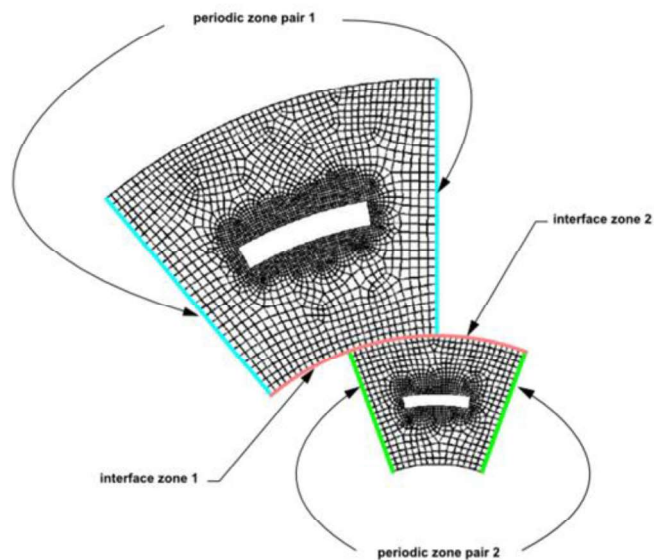 periodic zone pair 1
interface zone 2
interface zone 1
periodic zone pair 2